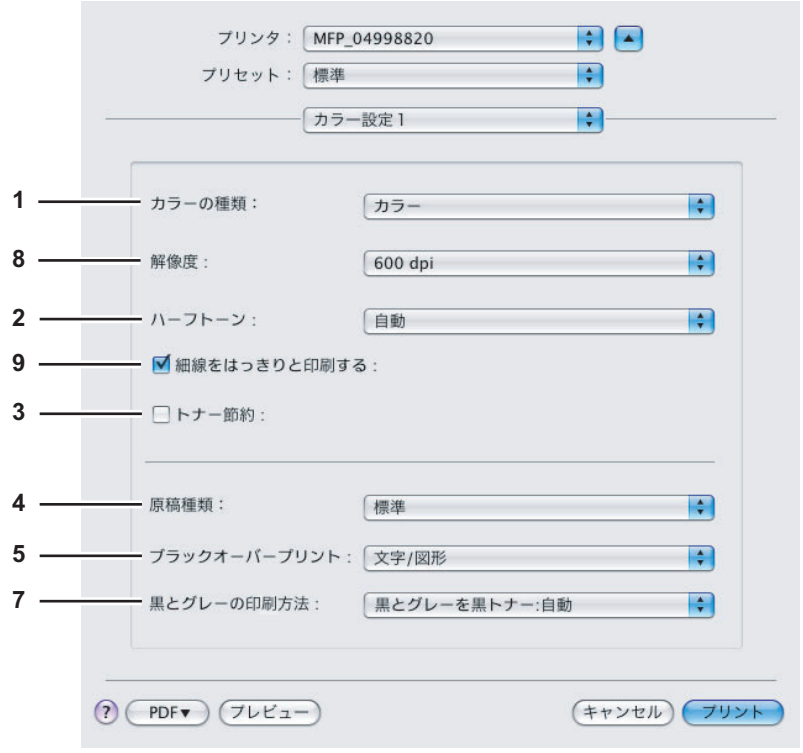 プリンタ： MFP_04998820
プリセット： 標準
カラー設定 1
1 カラーの種類： カラー
8 解像度： 600 dpi
2 ハーフトーン： 自動
9 細線をはっきりと印刷する：
3 トナー節約：
4 原稿種類： 標準
5 ブラックオーバープリント： 文字/図形
7 黒とグレーの印刷方法： 黒とグレーを黒トナー:自動
? PDF▼ プレビュー キャンセル プリント